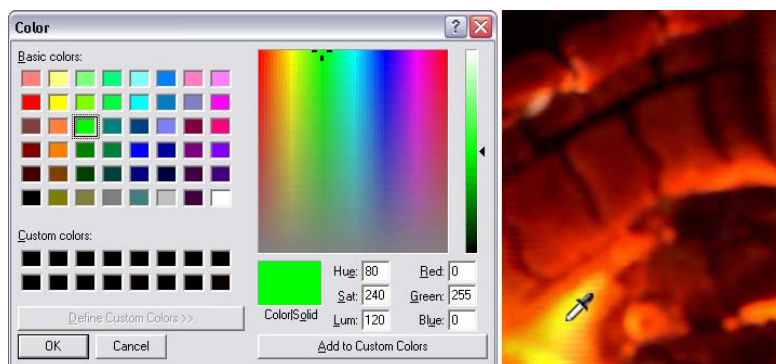 Color
Basic colors:
Custom colors:
Define Custom Colors >>
OK Cancel
Color|Solid
Hue: 80 Red: 0
Sat: 240 Green: 255
Lum: 120 Blue: 0
Add to Custom Colors